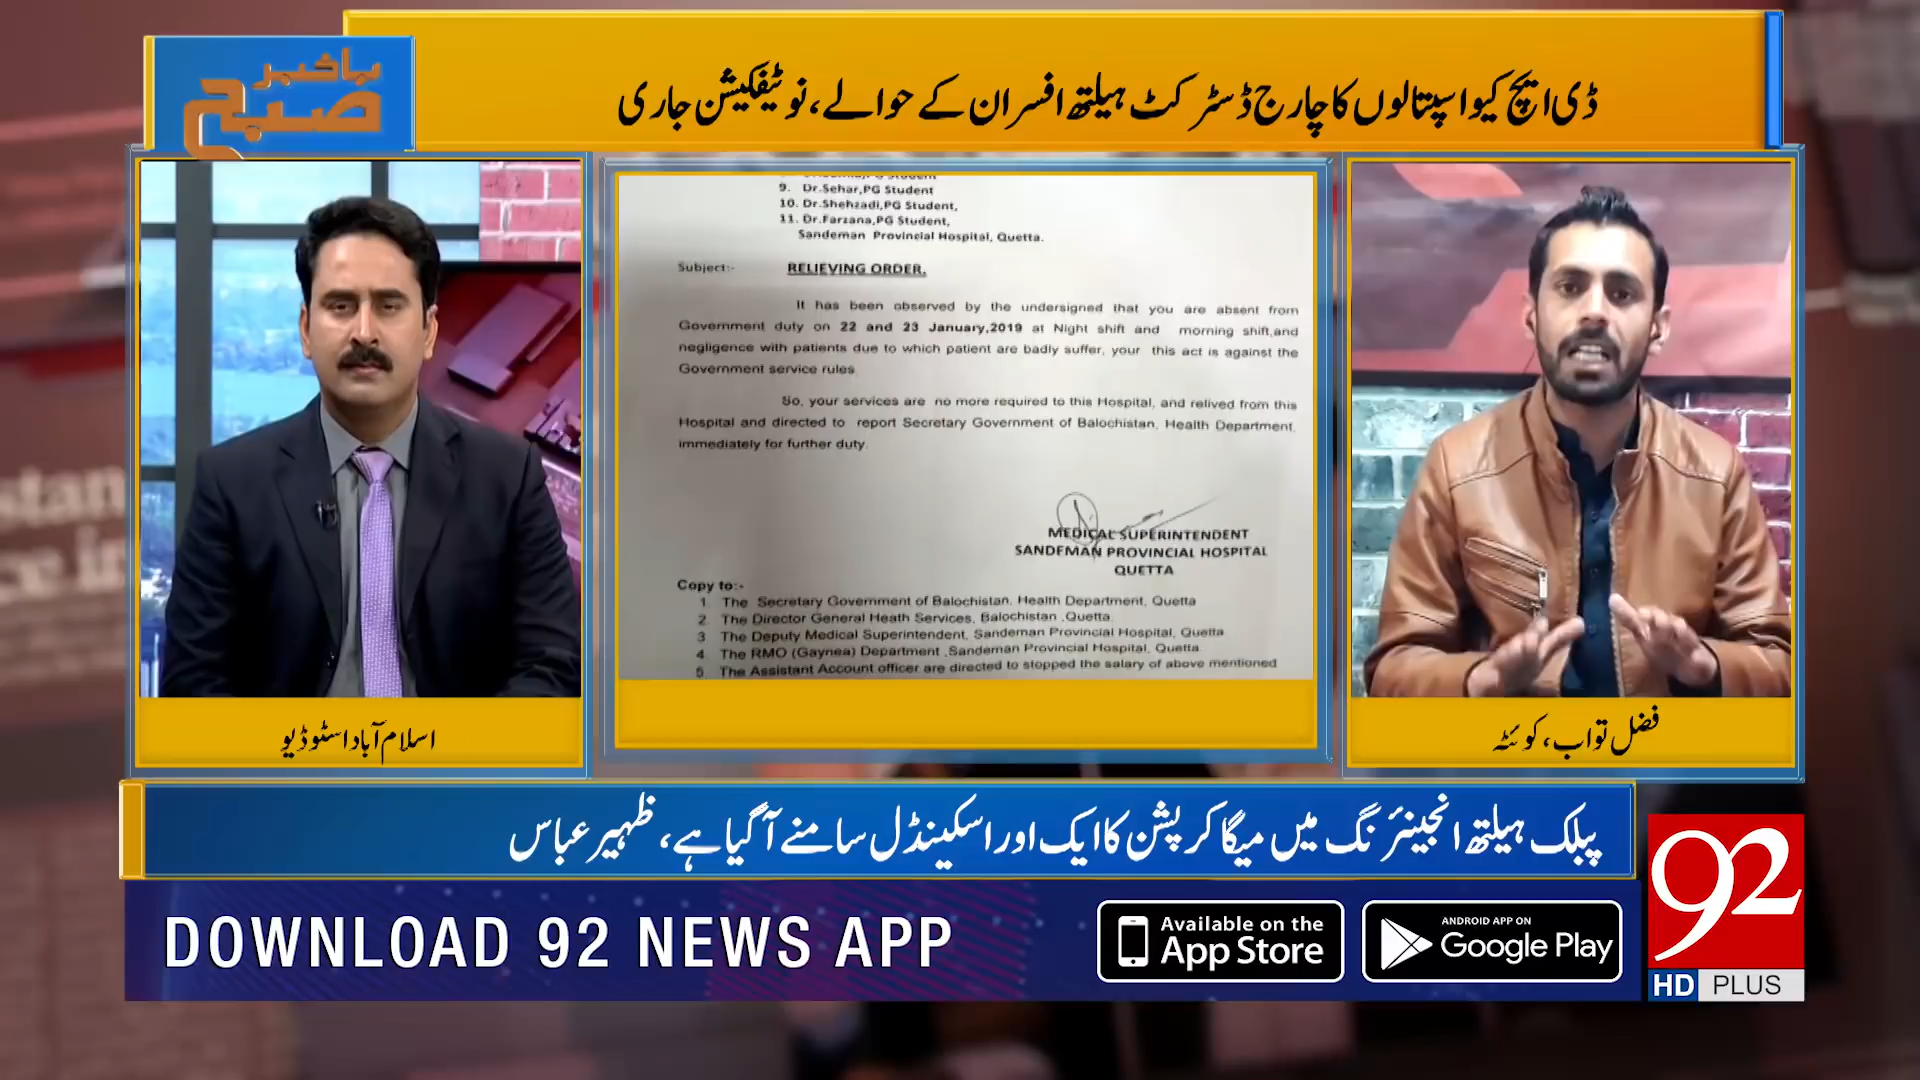 باخبر
صبح
ڈی ایچ کیو اسپتالوں کا چارج ڈسٹرکٹ ہیلتھ افسران کے حوالے، نوٹیفکیشن جاری
9. Dr.Sehar,PG Student
10. Dr.Shehzadi,PG Student,
11. Dr.Farzana,PG Student,
Sandeman Provincial Hospital, Quetta.
Subject:- RELIEVING ORDER.
It has been observed by the undersigned that you are absent from
Government duty on 22 and 23 January,2019 at Night shift and morning shift,and
negligence with patients due to which patient are badly suffer, your this act is against the
Government service rules
So, your services are no more required to this Hospital, and relived from this
Hospital and directed to report Secretary Government of Balochistan, Health Department,
immediately for further duty.
MEDICAL SUPERINTENDENT
SANDEMAN PROVINCIAL HOSPITAL
QUETTA
Copy to:-
1. The Secretary Government of Balochistan, Health Department, Quetta
2. The Director General Heath Services, Balochistan ,Quetta.
3 The Deputy Medical Superintendent, Sandeman Provincial Hospital, Quetta
4. The RMO (Gaynea) Department ,Sandeman Provincial Hospital, Quetta.
5 The Assistant Account officer are directed to stopped the salary of above mentioned
اسلام آباد اسٹوڈیو
فضل تواب، کوئٹہ
پبلک ہیلتھ انجینئرنگ میں میگا کرپشن کا ایک اور اسکینڈل سامنے آگیا ہے، ظہیر عباس
DOWNLOAD 92 NEWS APP
Available on the
App Store
ANDROID APP ON
Google Play
92
HD PLUS